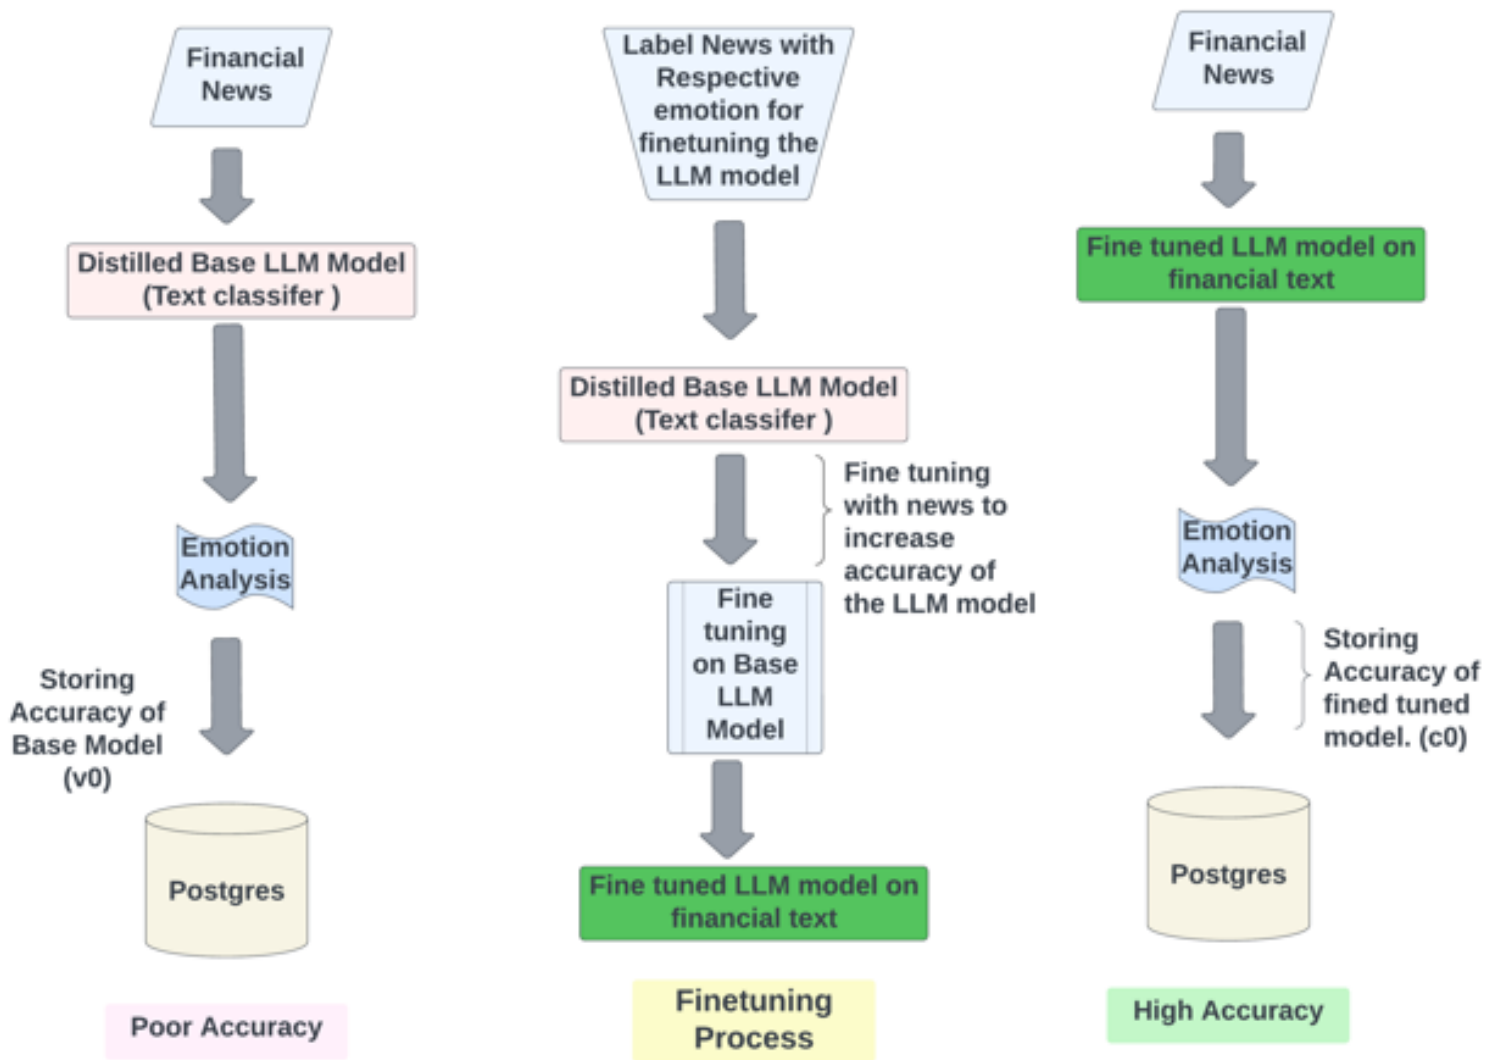 Financial
News
Distilled Base LLM Model
(Text classifer )
Emotion
Analysis
Storing
Accuracy of
Base Model
(v0)
Postgres
Poor Accuracy
Label News with
Respective
emotion for
finetuning the
LLM model
Distilled Base LLM Model
(Text classifer )
Fine tuning
with news to
increase
accuracy of
the LLM model
Fine
tuning
on Base
LLM
Model
Fine tuned LLM model on
financial text
Finetuning
Process
Financial
News
Fine tuned LLM model on
financial text
Emotion
Analysis
Storing
Accuracy of
fined tuned
model. (c0)
Postgres
High Accuracy